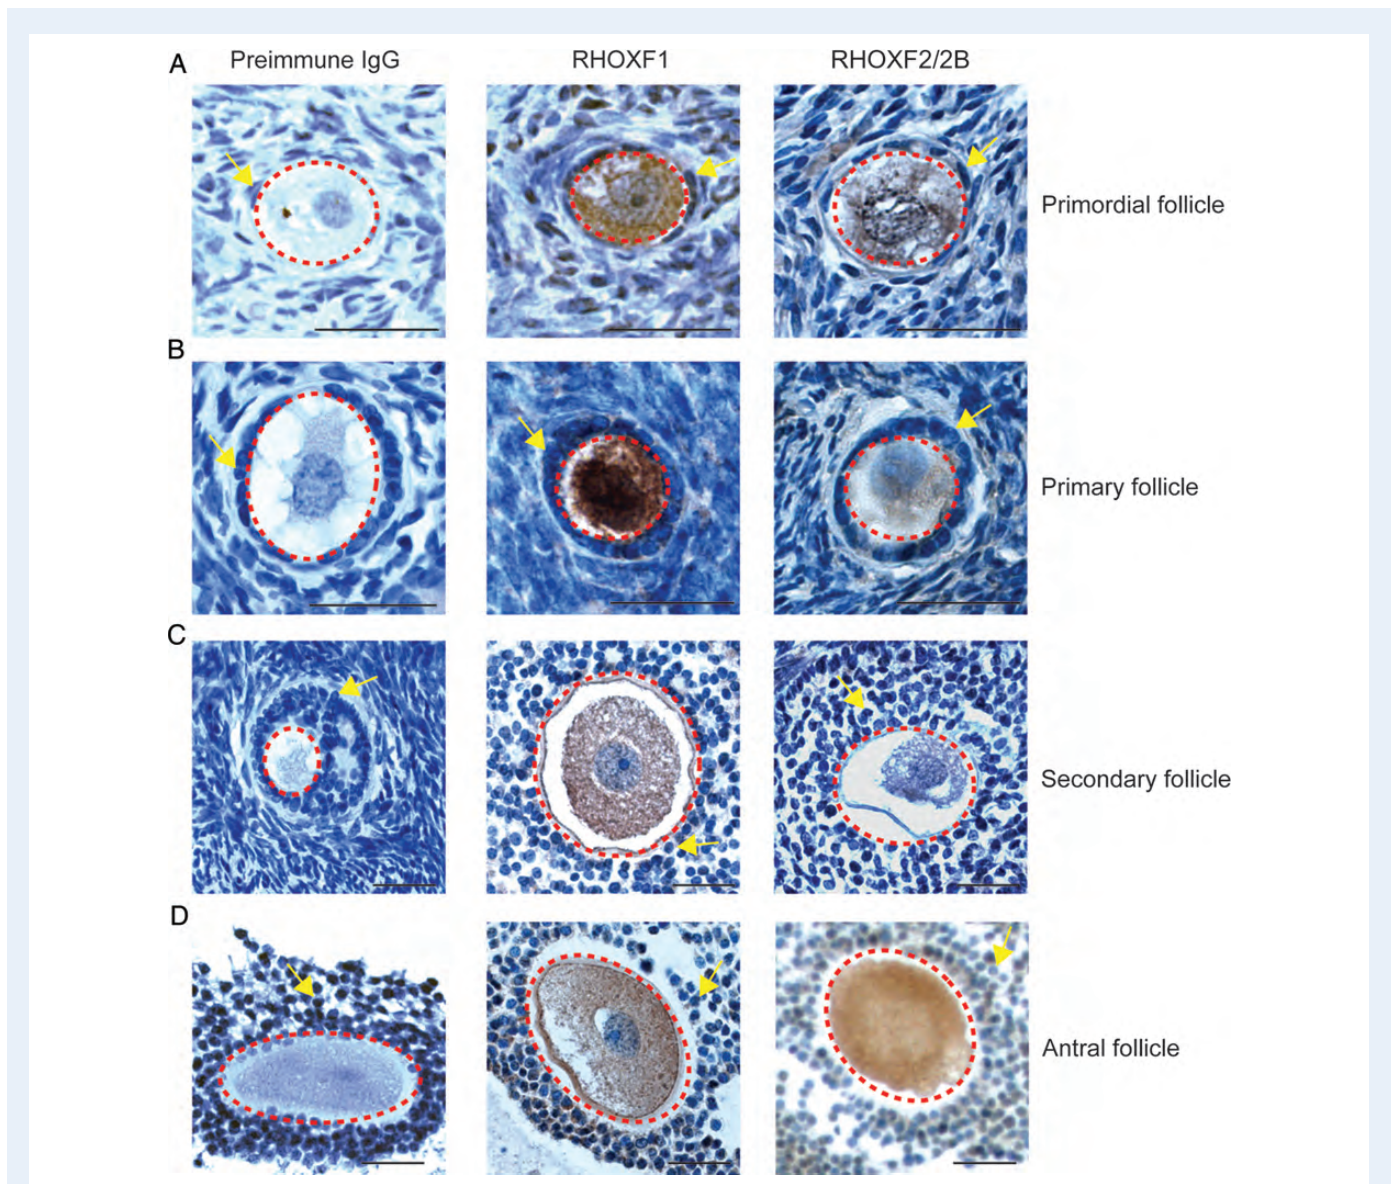 A Preimmune IgG RHOXF1 RHOXF2/2B
Primordial follicle
B
Primary follicle
C
Secondary follicle
D
Antral follicle